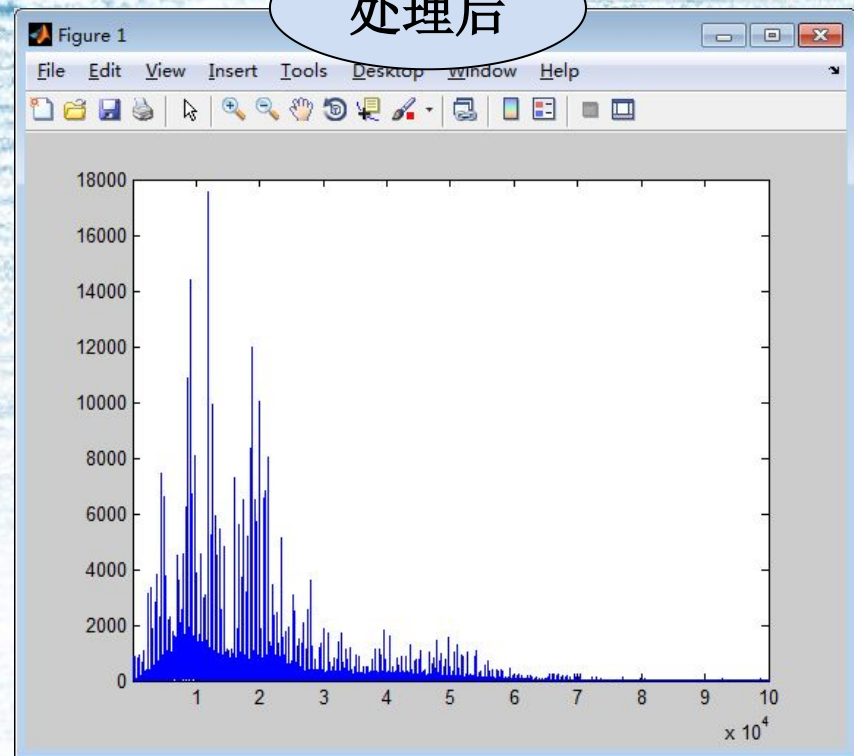 处理后
Figure 1
File Edit View Insert Tools Desktop Window Help
18000
16000
14000
12000
10000
8000
6000
4000
2000
0
1 2 3 4 5 6 7 8 9 10
x 10^4